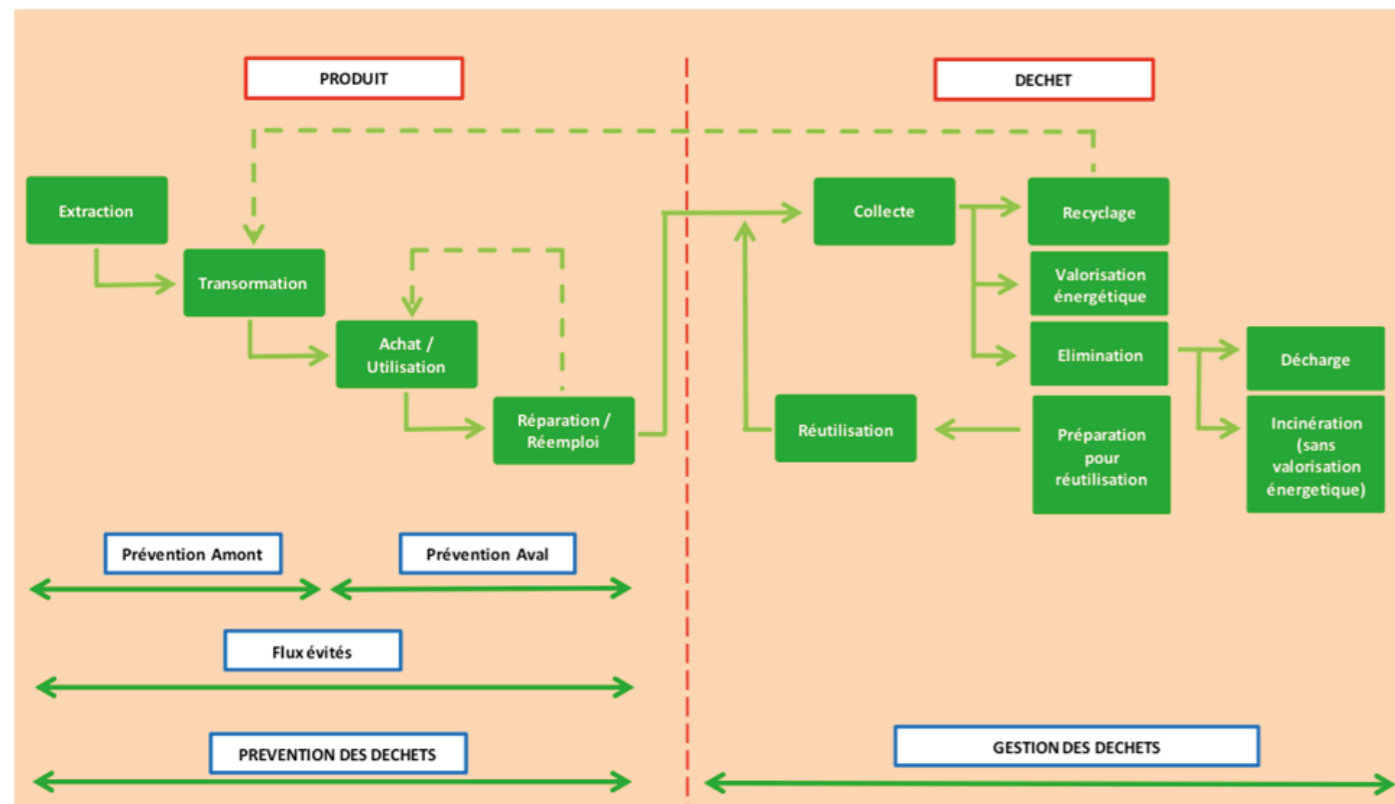 PRODUIT
DECHET
Extraction
Transormation
Achat /
Utilisation
Réparation /
Réemploi
Collecte
Recyclage
Valorisation
énergétique
Elimination
Décharge
Réutilisation
Préparation
pour
réutilisation
Incinération
(sans
valorisation
énergetique)
Prévention Amont
Prévention Aval
Flux évités
PREVENTION DES DECHETS
GESTION DES DECHETS